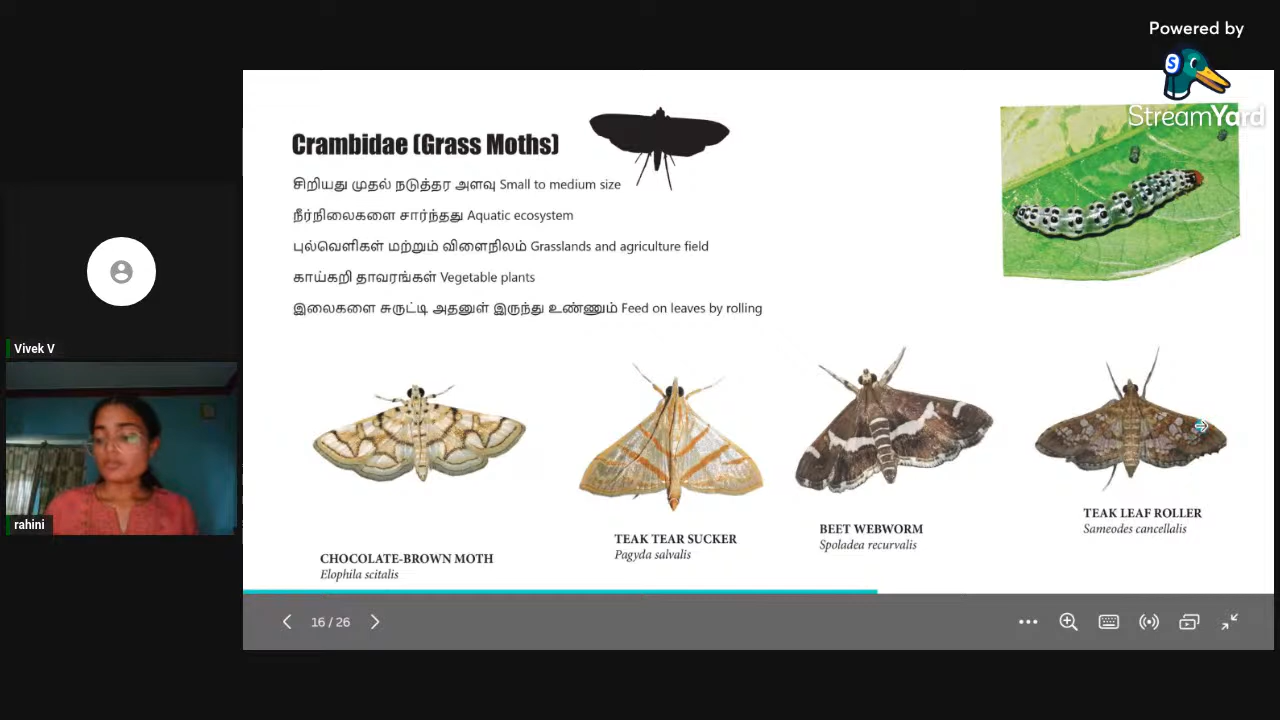 Powered by
StreamYard
Crambidae (Grass Moths)
சிறியது முதல் நடுத்தர அளவு Small to medium size
நீர்நிலைகளை சார்ந்தது Aquatic ecosystem
புல்வெளிகள் மற்றும் விளைநிலம் Grasslands and agriculture field
காய்கறி தாவரங்கள் Vegetable plants
இலைகளை சுருட்டி அதனுள் இருந்து உண்ணும் Feed on leaves by rolling
Vivek V
rahini
CHOCOLATE-BROWN MOTH
Elophila scitalis
TEAK TEAR SUCKER
Pagyda salvalis
BEET WEBWORM
Spoladea recurvalis
TEAK LEAF ROLLER
Sameodes cancellalis
16 / 26